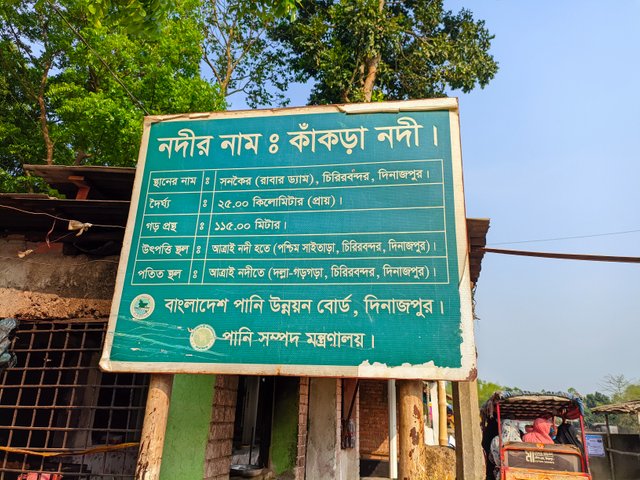 নদীর নাম ঃ কাঁকড়া নদী।
স্থানের নাম ঃ সনকৈর (রাবার ড্যাম), চিরিরবন্দর, দিনাজপুর।
দৈর্ঘ্য ঃ ২৫.০০ কিলোমিটার (প্রায়)।
গড় প্রস্থ ঃ ১১৫.০০ মিটার।
উৎপত্তি স্থল ঃ আত্রাই নদী হতে (পশ্চিম সাইতাড়া, চিরিরবন্দর, দিনাজপুর)।
পতিত স্থল ঃ আত্রাই নদীতে (দল্লা-গড়গড়া, চিরিরবন্দর, দিনাজপুর)।
বাংলাদেশ পানি উন্নয়ন বোর্ড, দিনাজপুর।
পানি সম্পদ মন্ত্রণালয়।